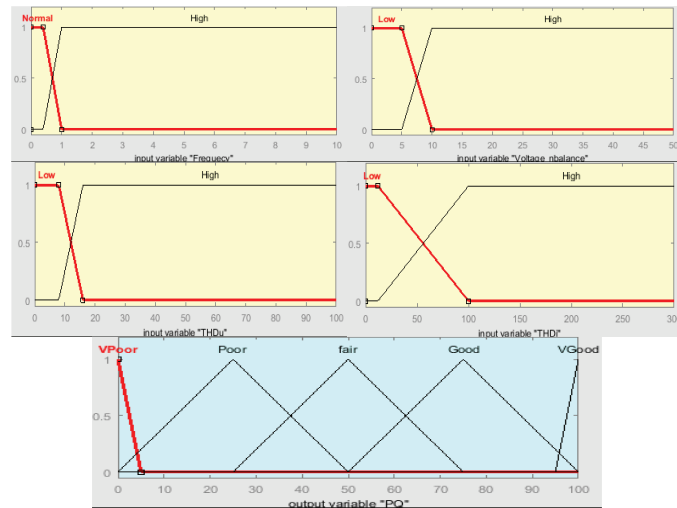 Normal High
1
0.5
0
0 1 2 3 4 5 6 7 8 9 10
input variable "Frequecy"
Low High
1
0.5
0
0 5 10 15 20 25 30 35 40 45 50
input variable "Voltage_nbalance"
Low High
1
0.5
0
0 10 20 30 40 50 60 70 80 90 100
input variable "THDu"
Low High
1
0.5
0
0 50 100 150 200 250 300
input variable "THDi"
VPoor Poor fair Good VGood
1
0.5
0
0 10 20 30 40 50 60 70 80 90 100
output variable "PQ"